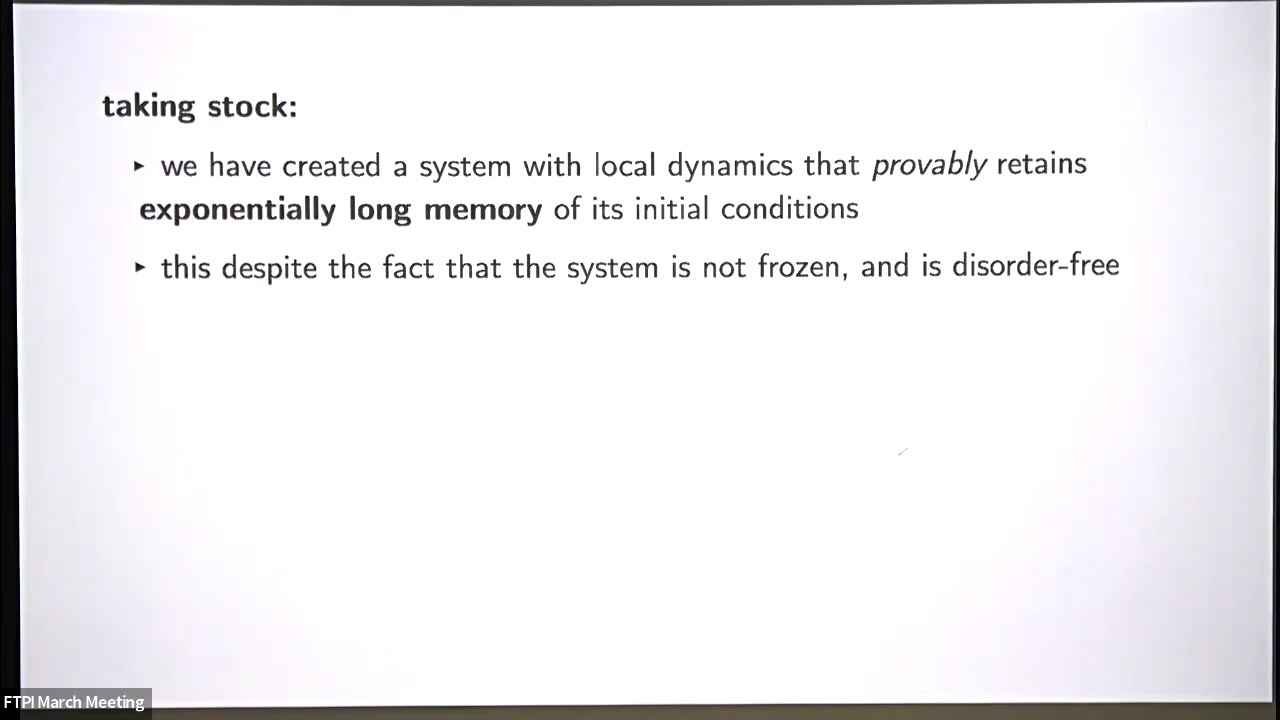 taking stock:
▸ we have created a system with local dynamics that provably retains
exponentially long memory of its initial conditions
▸ this despite the fact that the system is not frozen, and is disorder-free
FTPI March Meeting